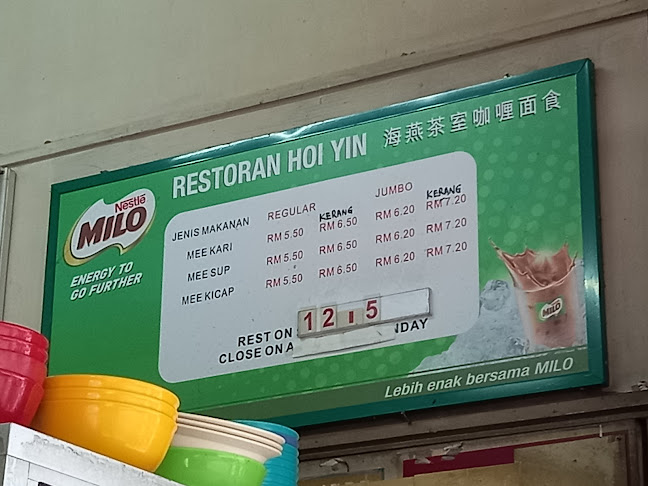 RESTORAN HOI YIN 海燕茶室咖喱面食
Nestlé
MILO
ENERGY TO
GO FURTHER
JENIS MAKANAN REGULAR KERANG JUMBO KERANG
MEE KARI RM 5.50 RM 6.50 RM 6.20 RM 7.20
MEE SUP RM 5.50 RM 6.50 RM 6.20 RM 7.20
MEE KICAP RM 5.50 RM 6.50 RM 6.20 RM 7.20
REST ON 12 1 5
CLOSE ON A NDAY
MILO
Lebih enak bersama MILO